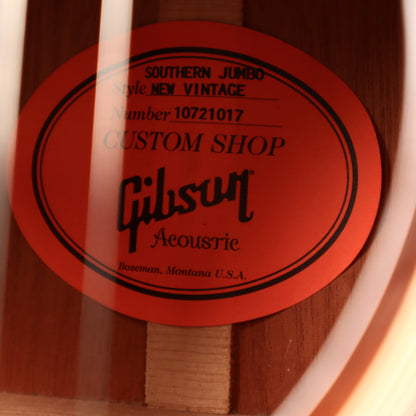 SOUTHERN JUMBO
Style NEW VINTAGE
Number 10721017
CUSTOM SHOP
Gibson
Acoustic
Bozeman, Montana U.S.A.